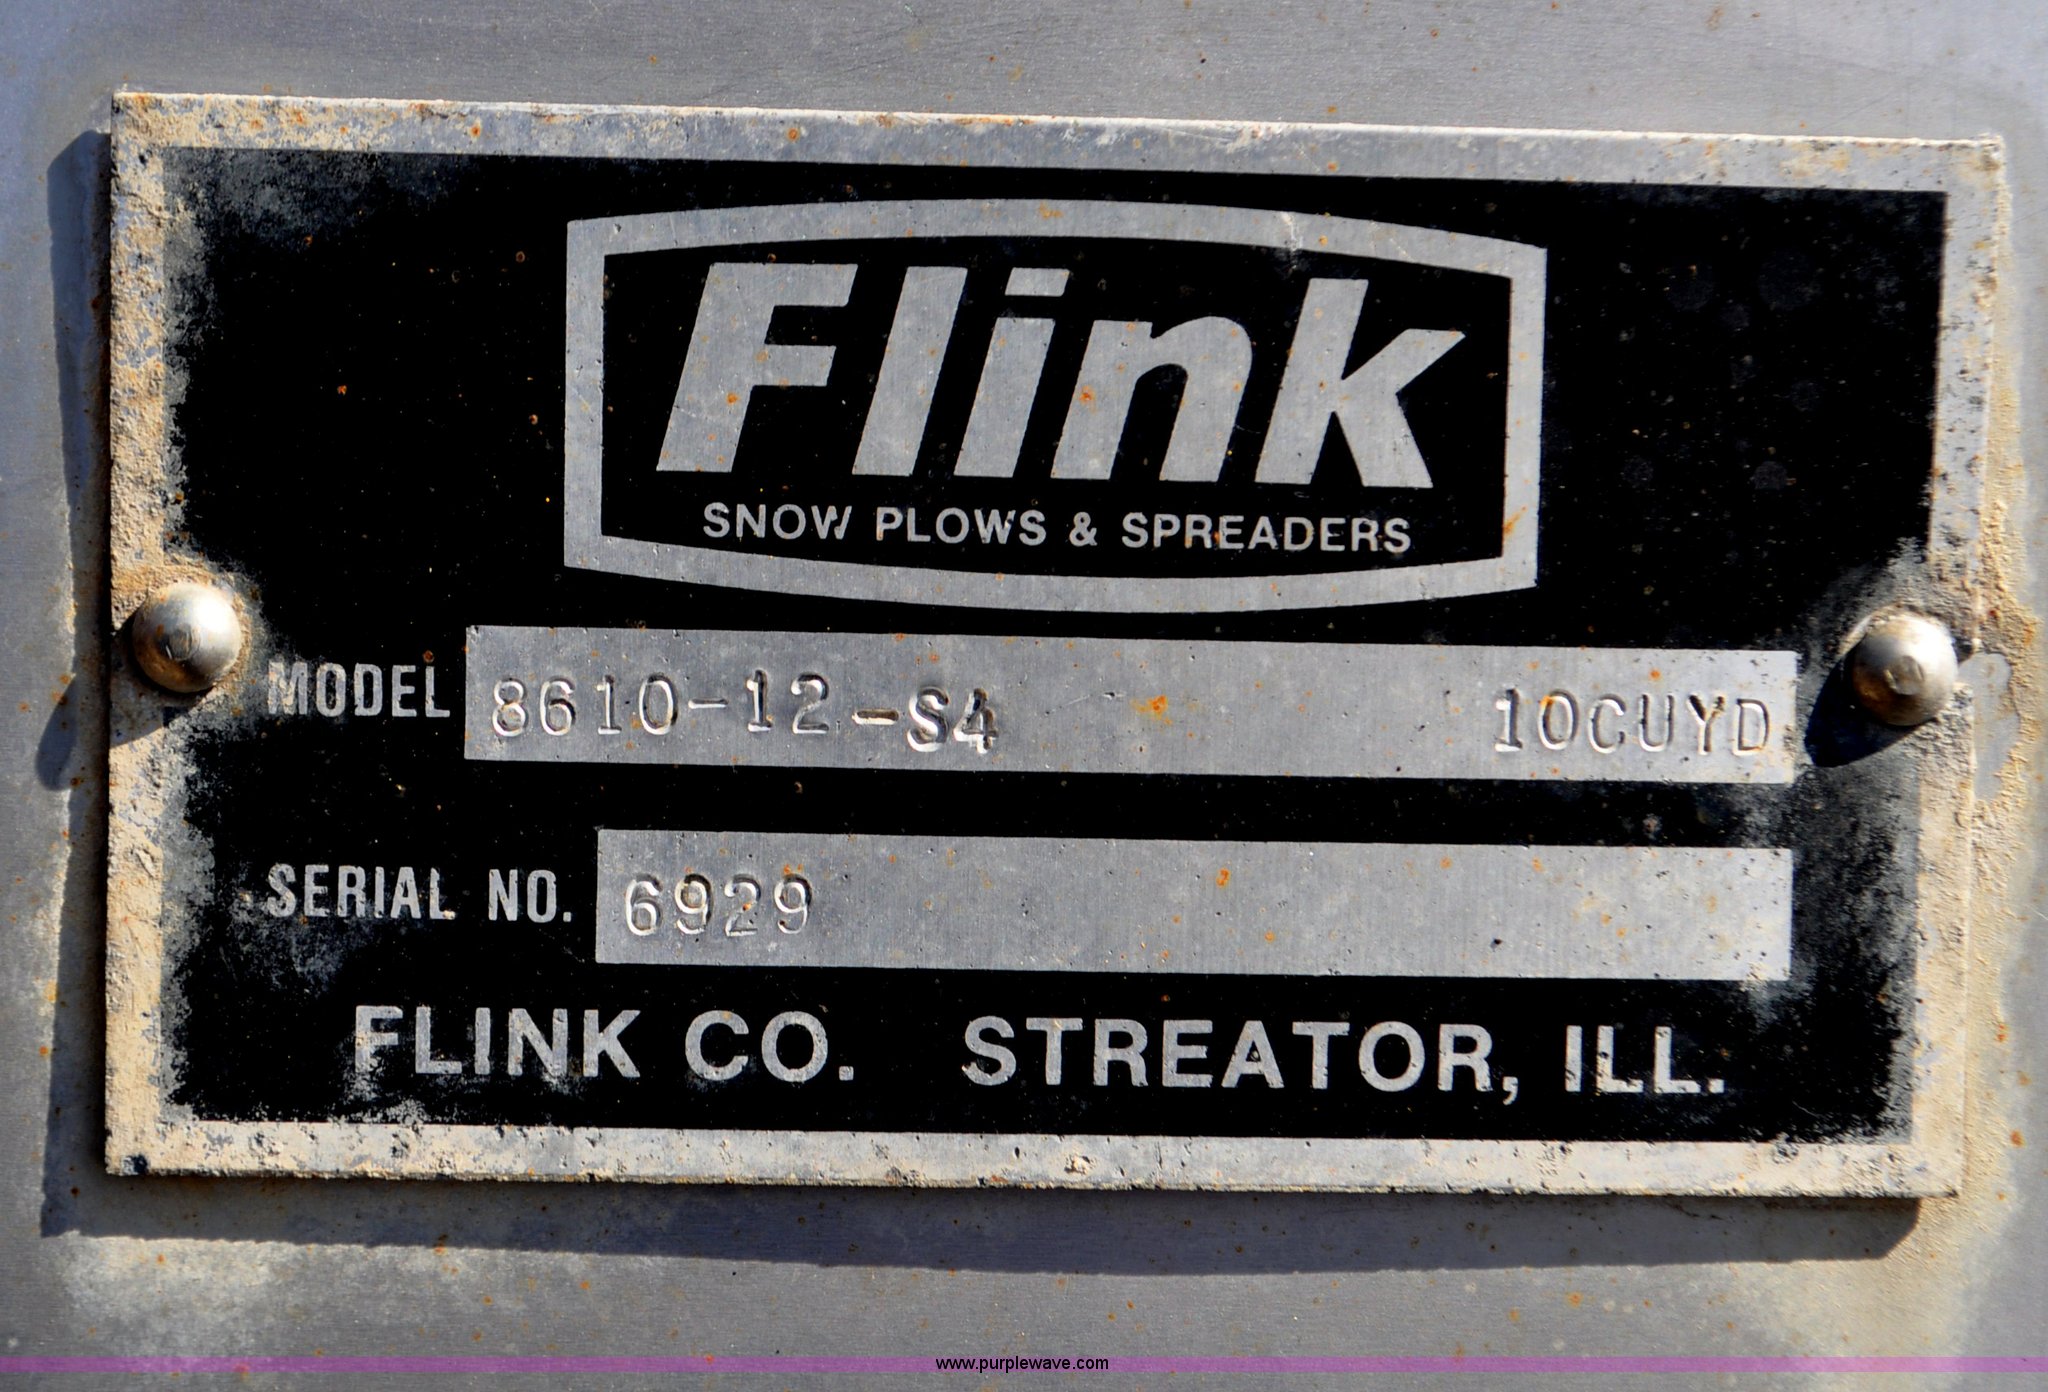 Flink
SNOW PLOWS & SPREADERS
MODEL 8610-12-S4 10CUYD
SERIAL NO. 6929
FLINK CO. STREATOR, ILL.
www.purplewave.com